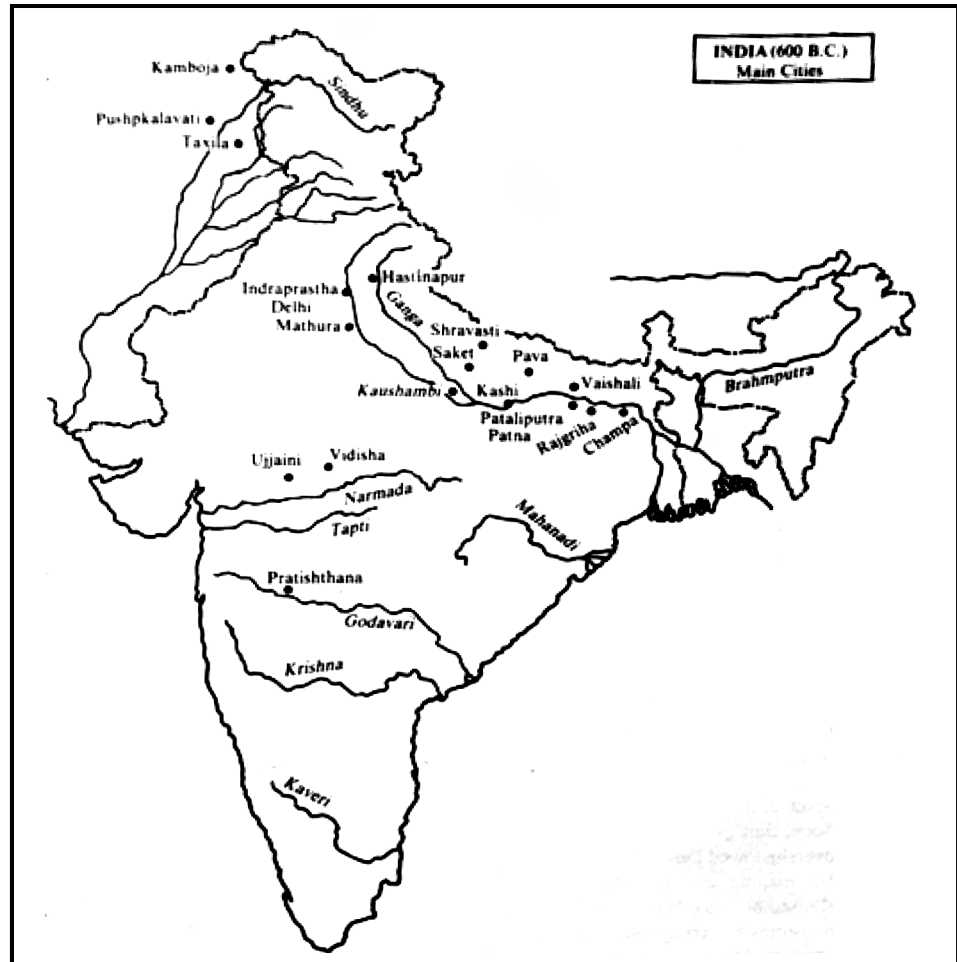 INDIA (600 B.C.)
Main Cities
Kamboja
Sindhu
Pushpkalavati
Taxila
Hastinapur
Indraprastha
Delhi
Ganga
Mathura
Shravasti
Saket
Pava
Kaushambi
Kashi
Vaishali
Brahmputra
Pataliputra
Patna
Rajgriha
Champa
Ujjaini
Vidisha
Narmada
Tapti
Mahanadi
Pratishthana
Godavari
Krishna
Kaveri